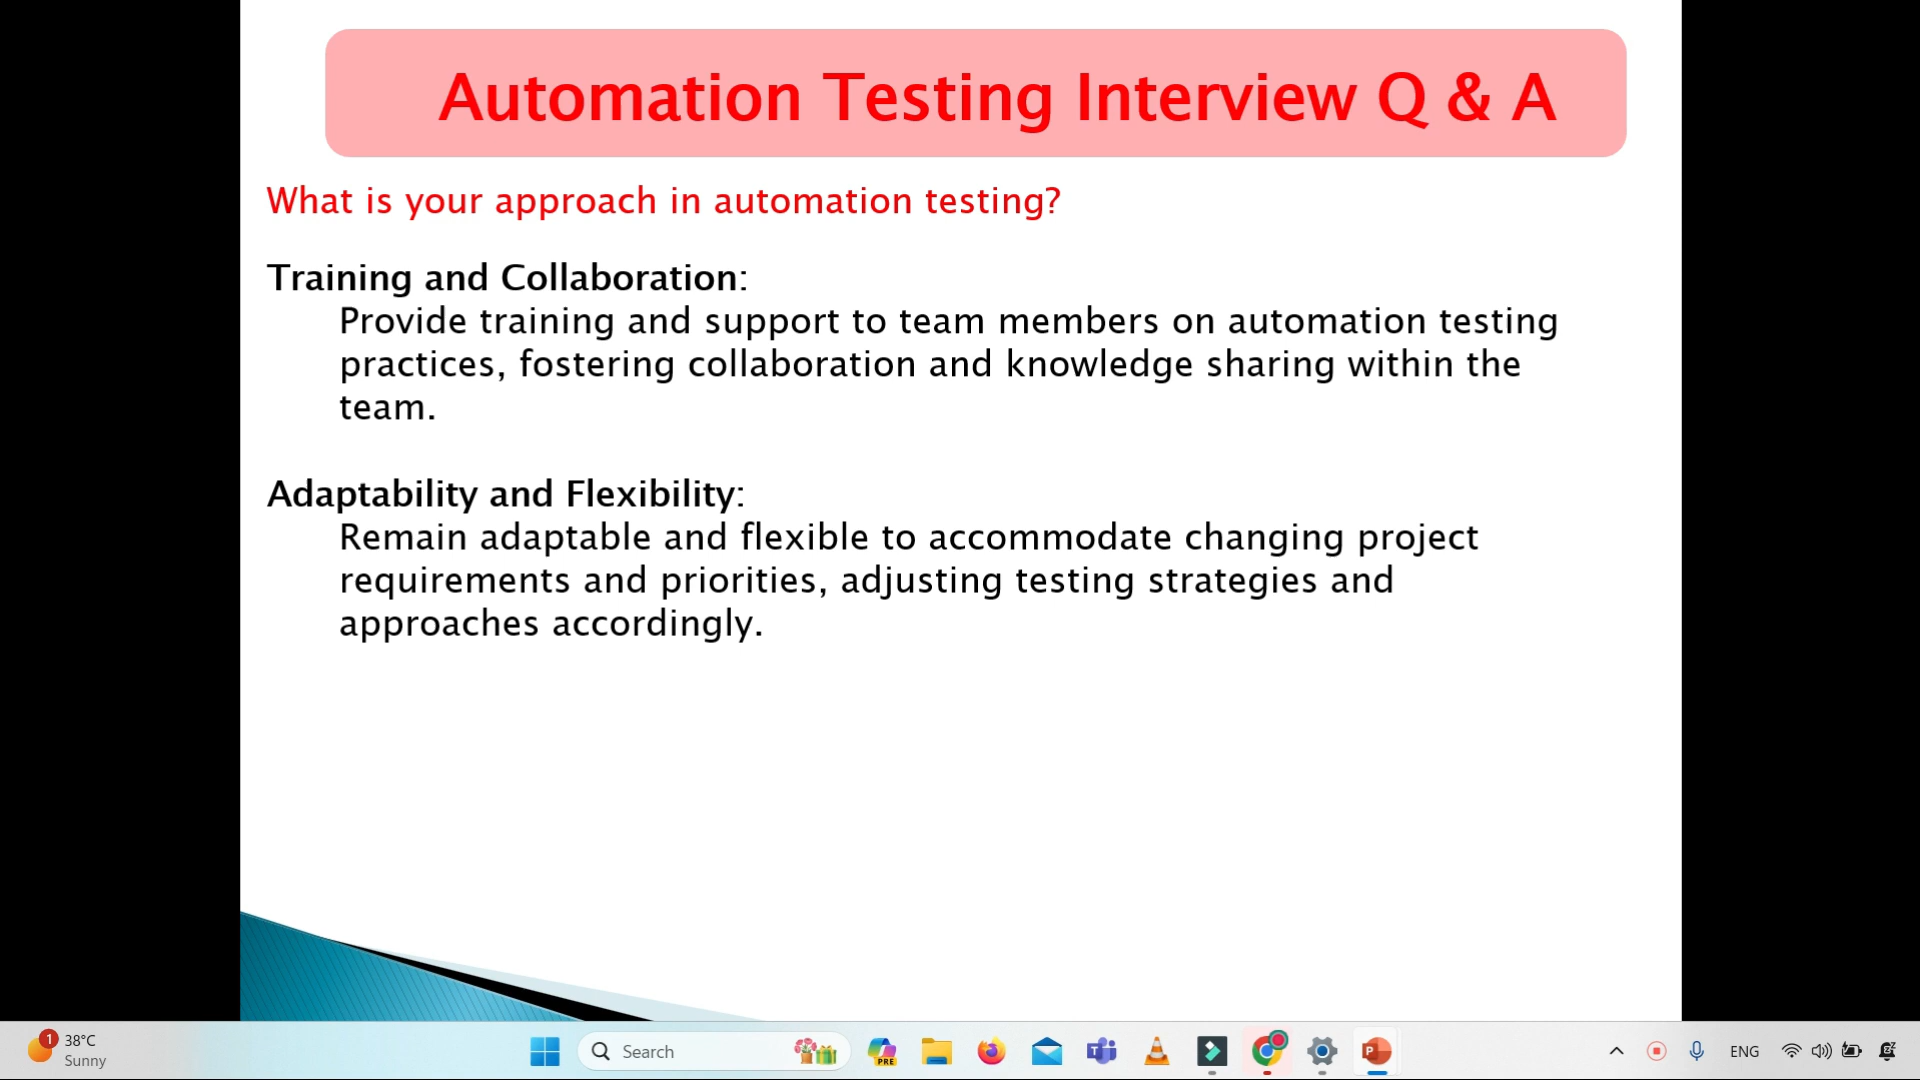 Automation Testing Interview Q & A
What is your approach in automation testing?
Training and Collaboration:
Provide training and support to team members on automation testing
practices, fostering collaboration and knowledge sharing within the
team.
Adaptability and Flexibility:
Remain adaptable and flexible to accommodate changing project
requirements and priorities, adjusting testing strategies and
approaches accordingly.
1
38°C
Sunny
Search
PRE
ENG